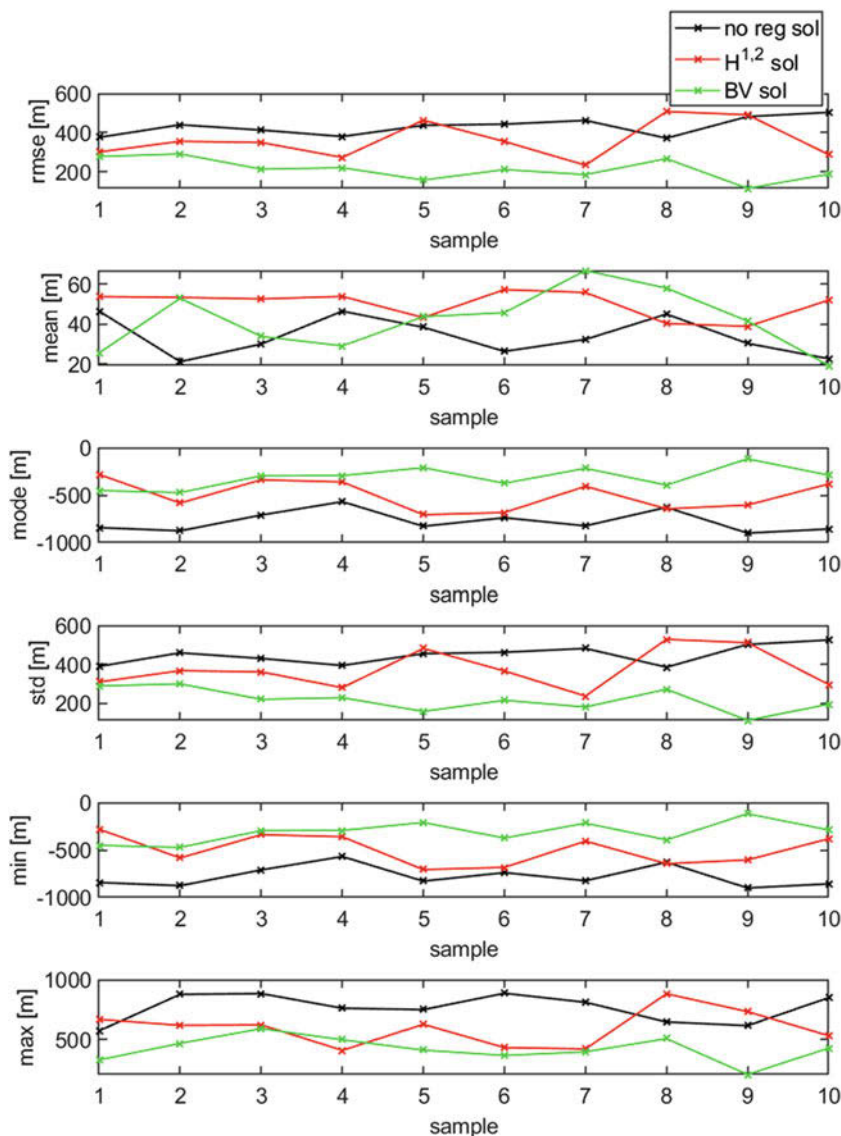 no reg sol
H^1,2 sol
BV sol
600
400
200
rmse [m]
1 2 3 4 5 6 7 8 9 10
sample
60
40
20
mean [m]
1 2 3 4 5 6 7 8 9 10
sample
0
-500
-1000
mode [m]
1 2 3 4 5 6 7 8 9 10
sample
600
400
200
std [m]
1 2 3 4 5 6 7 8 9 10
sample
0
-500
-1000
min [m]
1 2 3 4 5 6 7 8 9 10
sample
1000
500
max [m]
1 2 3 4 5 6 7 8 9 10
sample